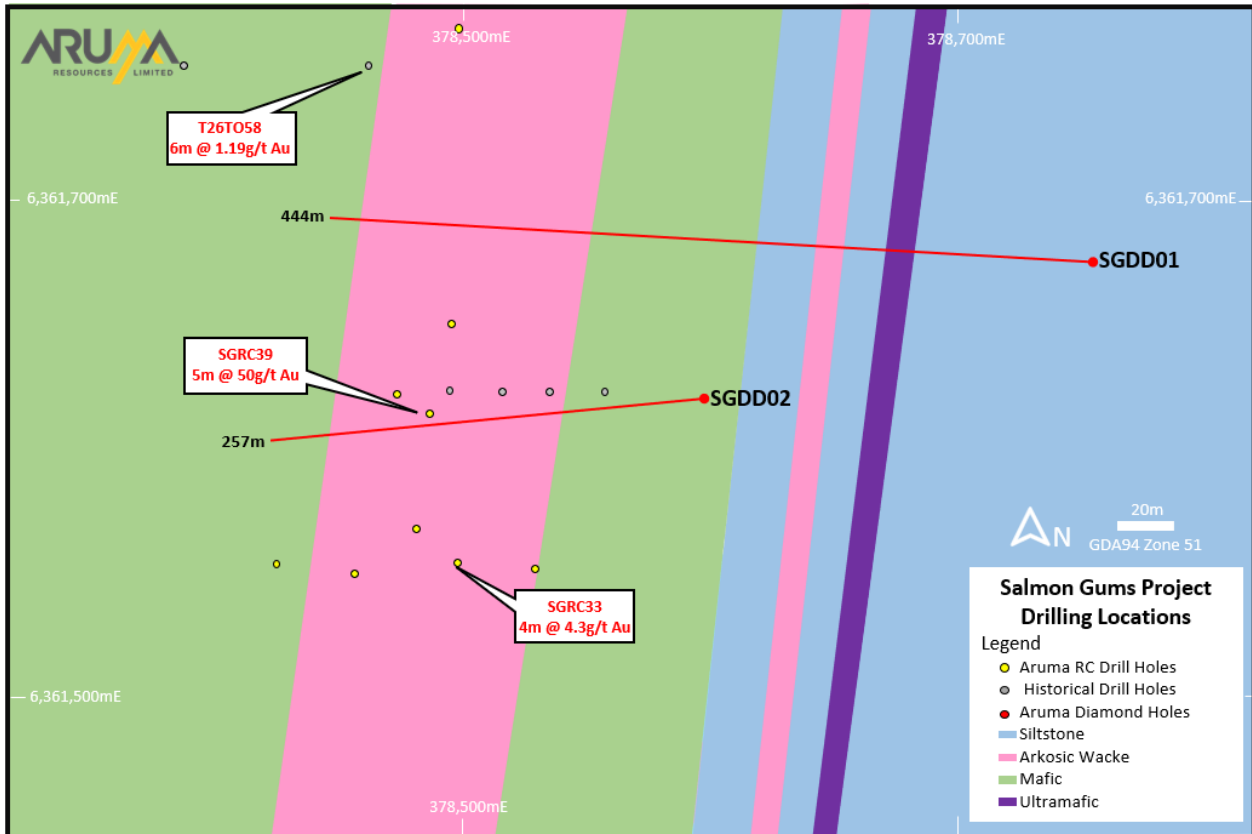 ARUMA
RESOURCES LIMITED
378,500mE
378,700mE
T26TO58
6m @ 1.19g/t Au
6,361,700mE
6,361,700mE
444m
SGDD01
SGRC39
5m @ 50g/t Au
SGDD02
257m
N
20m
GDA94 Zone 51
Salmon Gums Project
Drilling Locations
Legend
Aruma RC Drill Holes
Historical Drill Holes
Aruma Diamond Holes
Siltstone
Arkosic Wacke
Mafic
Ultramafic
SGRC33
4m @ 4.3g/t Au
6,361,500mE
378,500mE